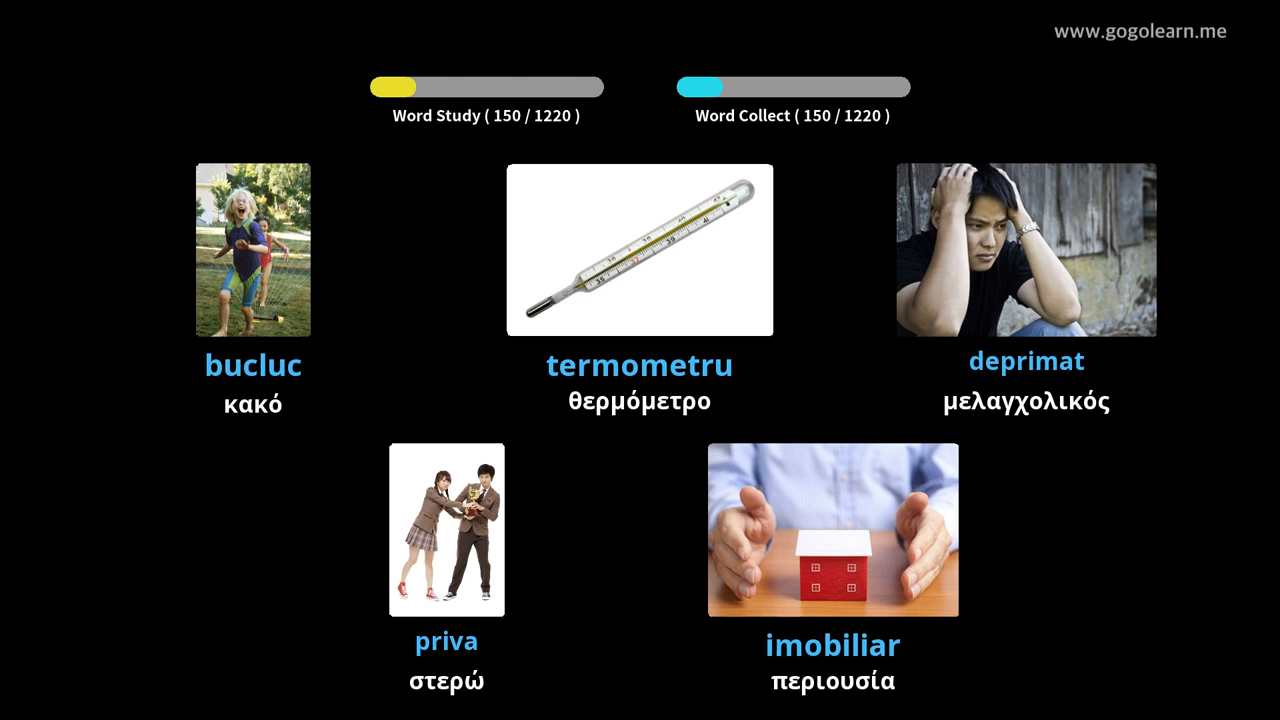 www.gogolearn.me
Word Study ( 150 / 1220 )
Word Collect ( 150 / 1220 )
bucluc
κακό
termometru
θερμόμετρο
deprimat
μελαγχολικός
priva
στερώ
imobiliar
περιουσία